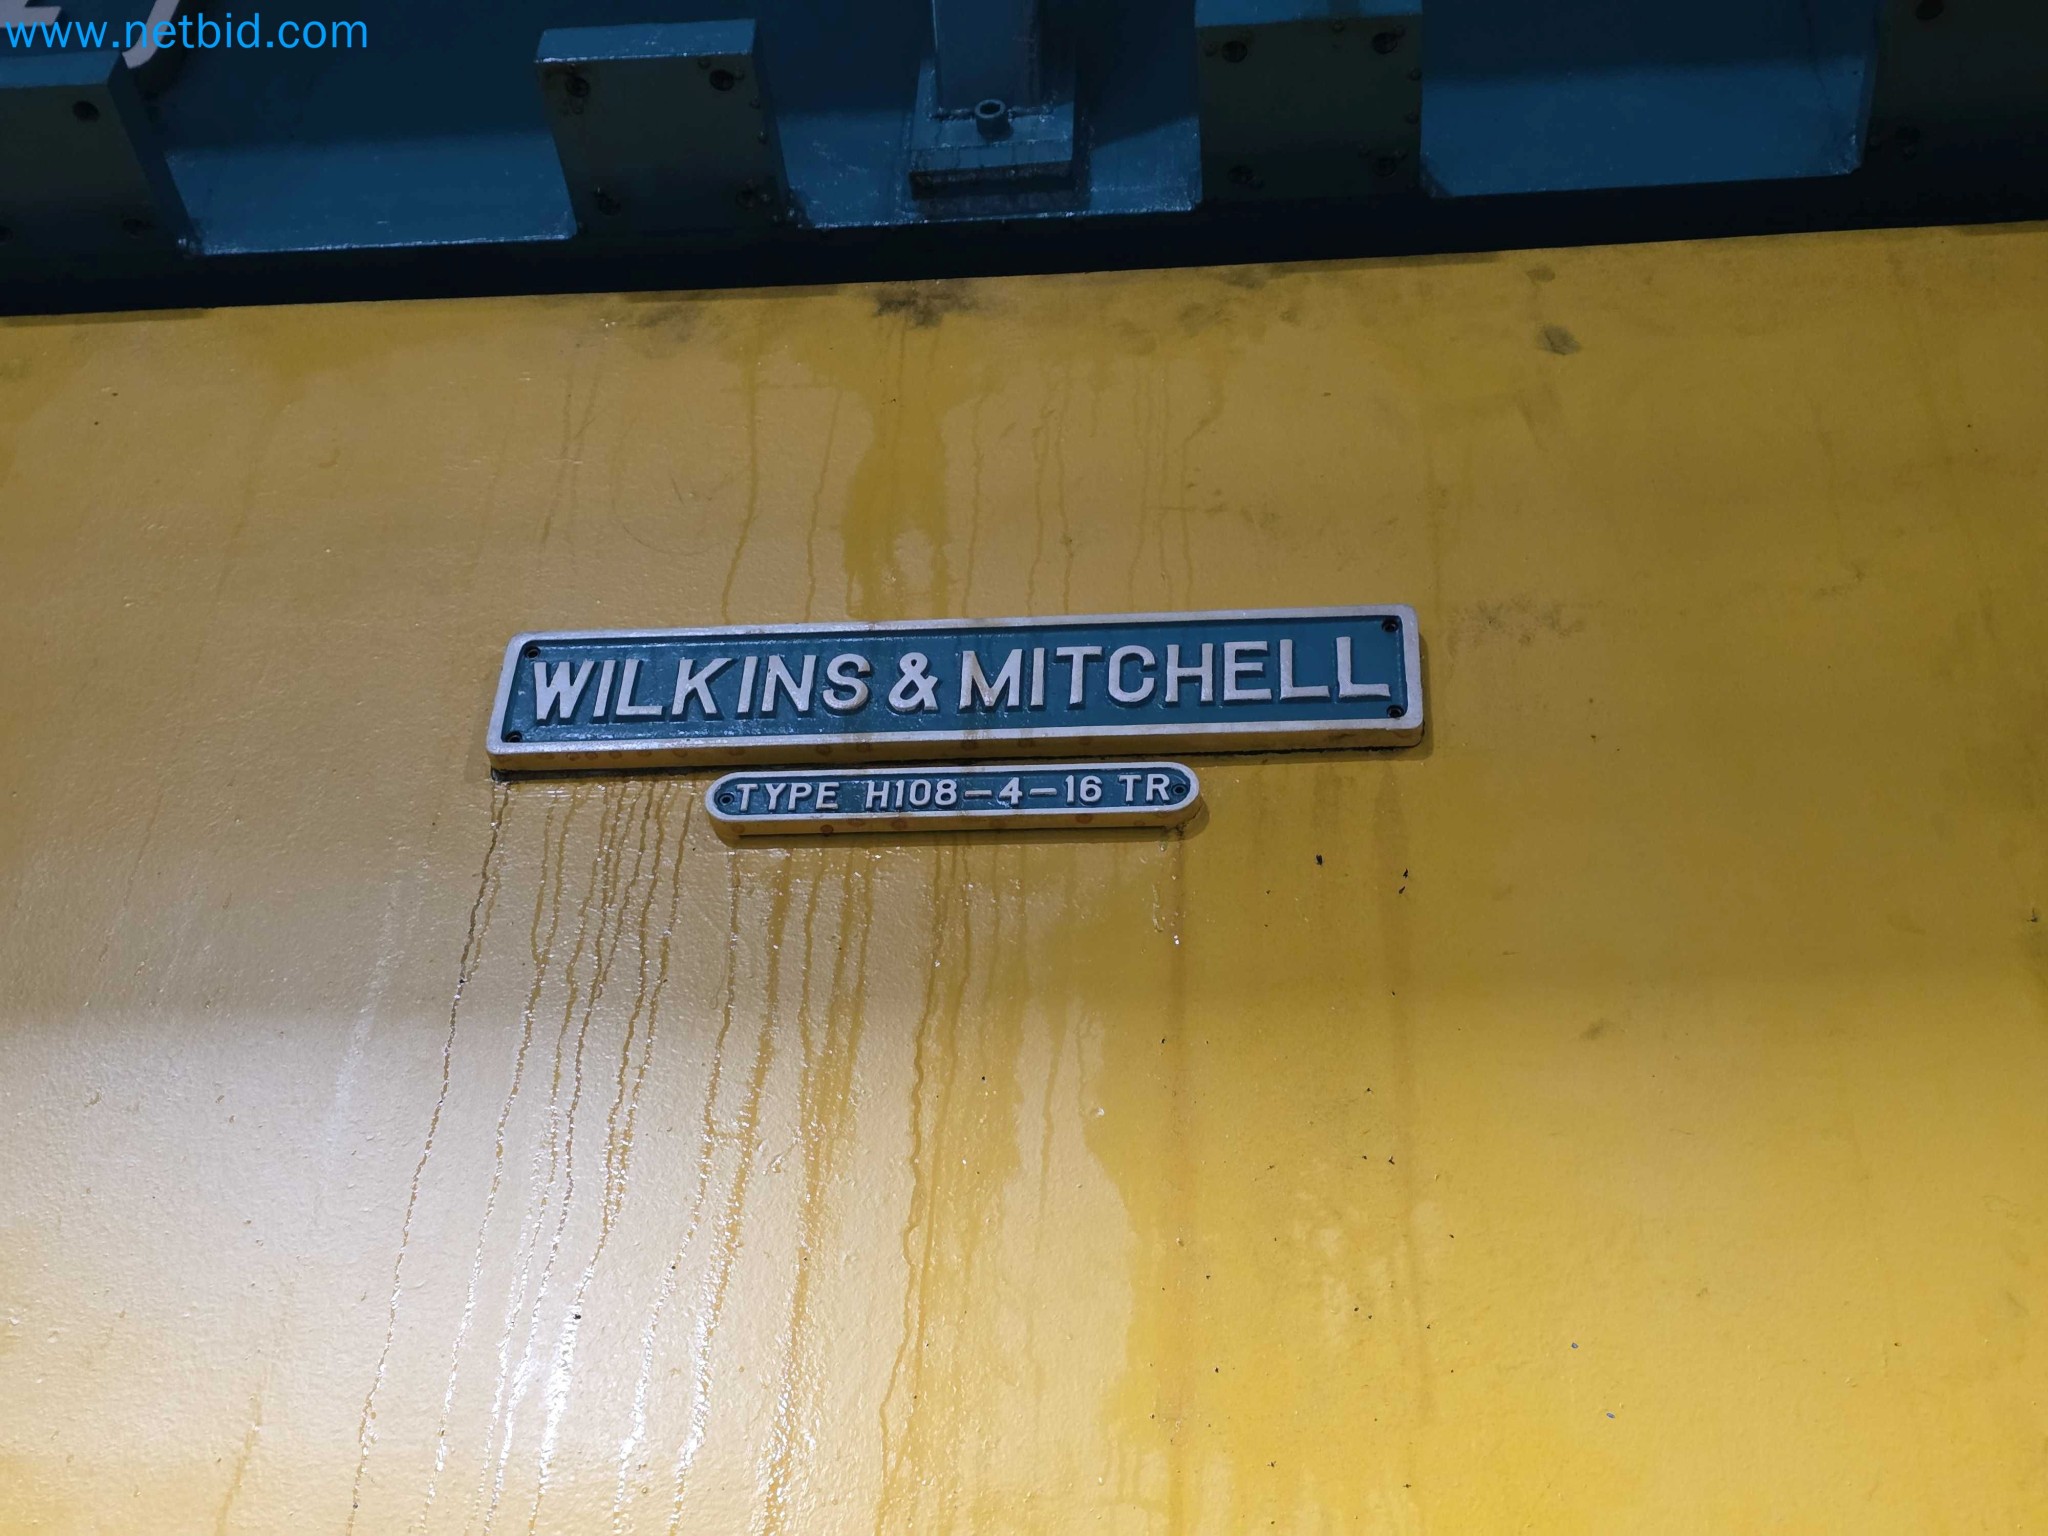 www.netbid.com
WILKINS & MITCHELL
TYPE H108-4-16 TR